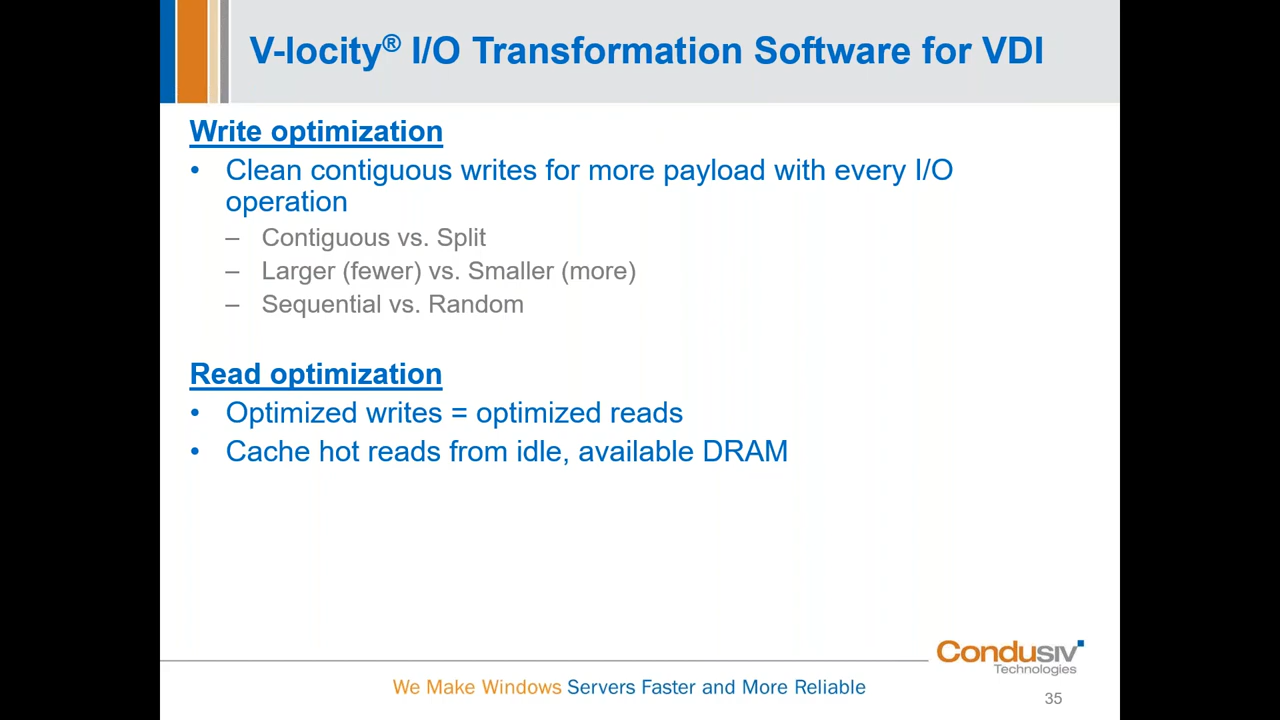 V-locity® I/O Transformation Software for VDI
Write optimization
• Clean contiguous writes for more payload with every I/O
operation
– Contiguous vs. Split
– Larger (fewer) vs. Smaller (more)
– Sequential vs. Random
Read optimization
• Optimized writes = optimized reads
• Cache hot reads from idle, available DRAM
Condusiv
Technologies
We Make Windows Servers Faster and More Reliable
35